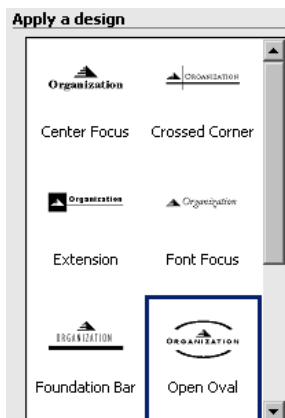 Apply a design
Organization
ORGANIZATION
Center Focus Crossed Corner
Organization
Organization
Extension Font Focus
ORGANIZATION
ORGANIZATION
Foundation Bar Open Oval